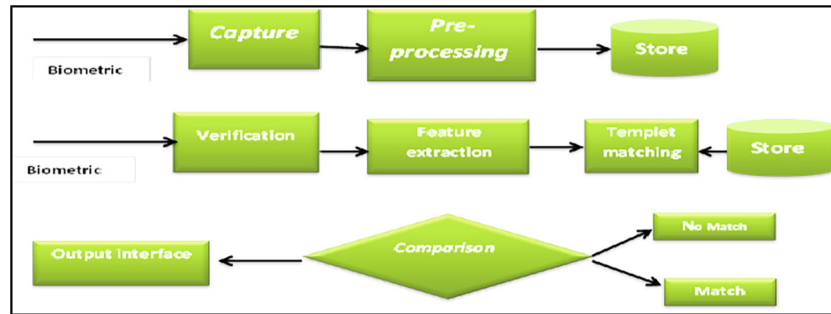 Capture
Pre-
processing
Store
Biometric
Verification
Feature
extraction
Templet
matching
Store
Biometric
No Match
Comparison
Output interface
Match